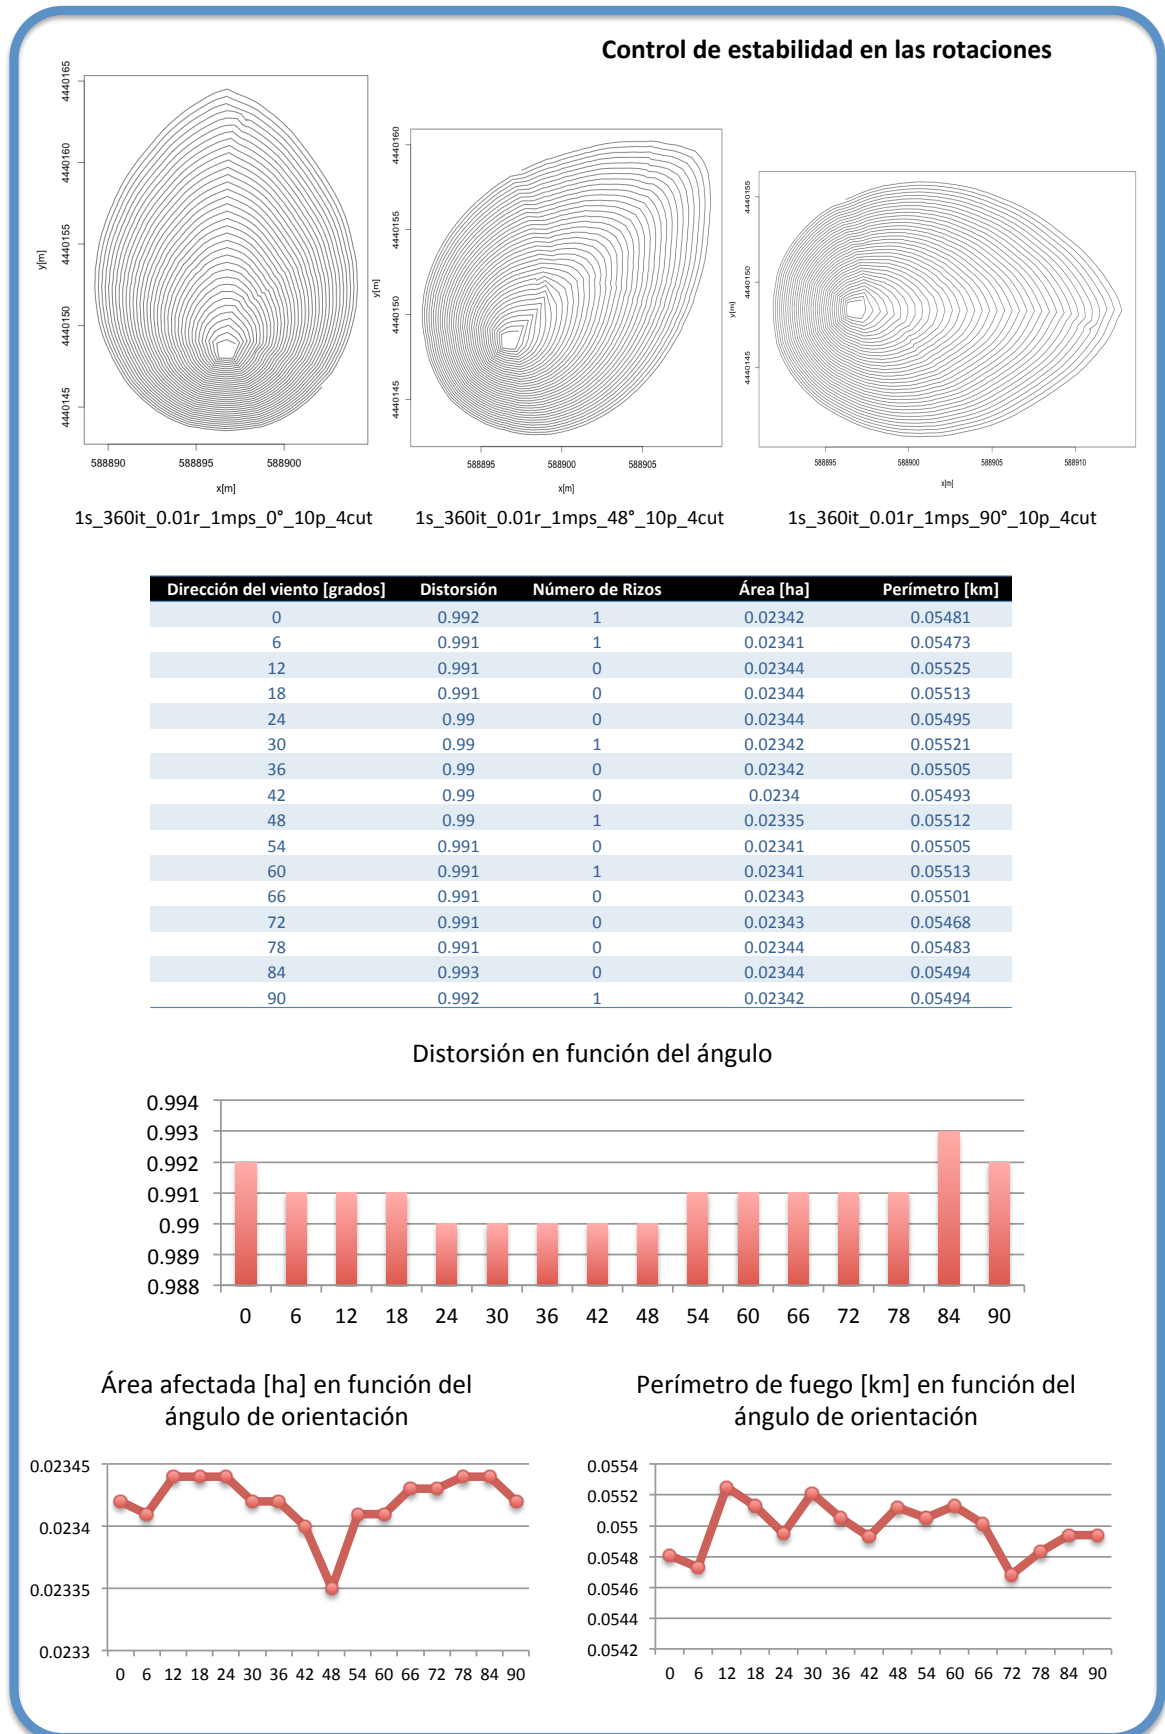 Control de estabilidad en las rotaciones
4440165
4440160
4440155
4440150
4440145
y[m]
588890 588895 588900
x[m]
4440160
4440155
4440150
4440145
y[m]
588895 588900 588905
x[m]
4440155
4440150
4440145
y[m]
588895 588900 588905 588910
x[m]
1s_360it_0.01r_1mps_0°_10p_4cut
1s_360it_0.01r_1mps_48°_10p_4cut
1s_360it_0.01r_1mps_90°_10p_4cut
Dirección del viento [grados] Distorsión Número de Rizos Área [ha] Perímetro [km]
0 0.992 1 0.02342 0.05481
6 0.991 1 0.02341 0.05473
12 0.991 0 0.02344 0.05525
18 0.991 0 0.02344 0.05513
24 0.99 0 0.02344 0.05495
30 0.99 1 0.02342 0.05521
36 0.99 0 0.02342 0.05505
42 0.99 0 0.0234 0.05493
48 0.99 1 0.02335 0.05512
54 0.991 0 0.02341 0.05505
60 0.991 1 0.02341 0.05513
66 0.991 0 0.02343 0.05501
72 0.991 0 0.02343 0.05468
78 0.991 0 0.02344 0.05483
84 0.993 0 0.02344 0.05494
90 0.992 1 0.02342 0.05494
Distorsión en función del ángulo
0.994
0.993
0.992
0.991
0.99
0.989
0.988
0 6 12 18 24 30 36 42 48 54 60 66 72 78 84 90
Área afectada [ha] en función del
ángulo de orientación
0.02345
0.0234
0.02335
0.0233
0 6 12 18 24 30 36 42 48 54 60 66 72 78 84 90
Perímetro de fuego [km] en función del
ángulo de orientación
0.0554
0.0552
0.055
0.0548
0.0546
0.0544
0.0542
0 6 12 18 24 30 36 42 48 54 60 66 72 78 84 90